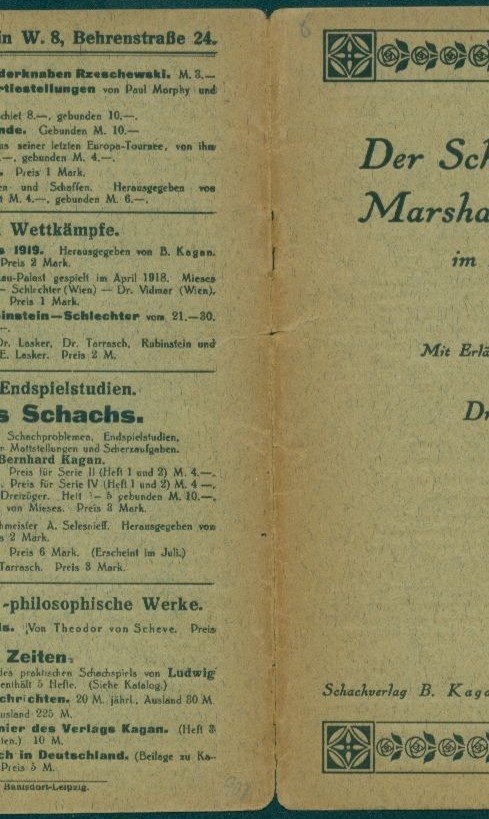 in W. 8, Behrenstraße 24.
derknaben Rzeschewski. M. 3.—
rtiestellungen von Paul Morphy und
chiet 8.—, gebunden 10.—.
nde. Gebunden M. 10.—
us seiner letzten Europa-Tournee, von ihm
.—, gebunden M. 4.—.
. Preis 1 Mark.
en und Schaffen. Herausgegeben von
t M. 4.—, gebunden M. 6.—.
Wettkämpfe.
s 1919. Herausgegeben von B. Kagan.
Preis 2 Mark.
au-Palast gespielt im April 1918. Mieses
– Schlechter (Wien) — Dr. Vidmar (Wien).
Preis 1 Mark.
instein—Schlechter vom 21.—30.
—.
Dr. Lasker, Dr. Tarrasch, Rubinstein und
E. Lasker. Preis 2 M.
Endspielstudien.
s Schachs.
Schachproblemen, Endspielstudien,
r Mattstellungen und Scherzaufgaben.
Bernhard Kagan.
Preis für Serie II (Heft 1 und 2) M. 4.—.
Preis für Serie IV (Heft 1 und 2) M. 4 —.
Dreizüger. Heft 1– 5 gebunden M. 10.—.
von Mieses. Preis 3 Mark.
hmeister A. Selesnieff. Herausgegeben von
s 2 Mark.
Preis 6 Mark. (Erscheint im Juli.)
Tarrasch. Preis 8 Mark.
-philosophische Werke.
is. Von Theodor von Scheve. Preis
Zeiten.
des praktischen Schachspiels von Ludwig
enthält 5 Hefte. (Siehe Katalog.)
chrichten. 20 M. jährl., Ausland 80 M.
usland 225 M.
nier des Verlags Kagan. (Heft 3
ten.) 10 M.
ch in Deutschland. (Beilage zu Ka-
Preis 5 M.
Raalsdorf-Leipzig.
6
Der Sch
Marsha
im
Mit Erlä
Dr
Schachverlag B. Kaga